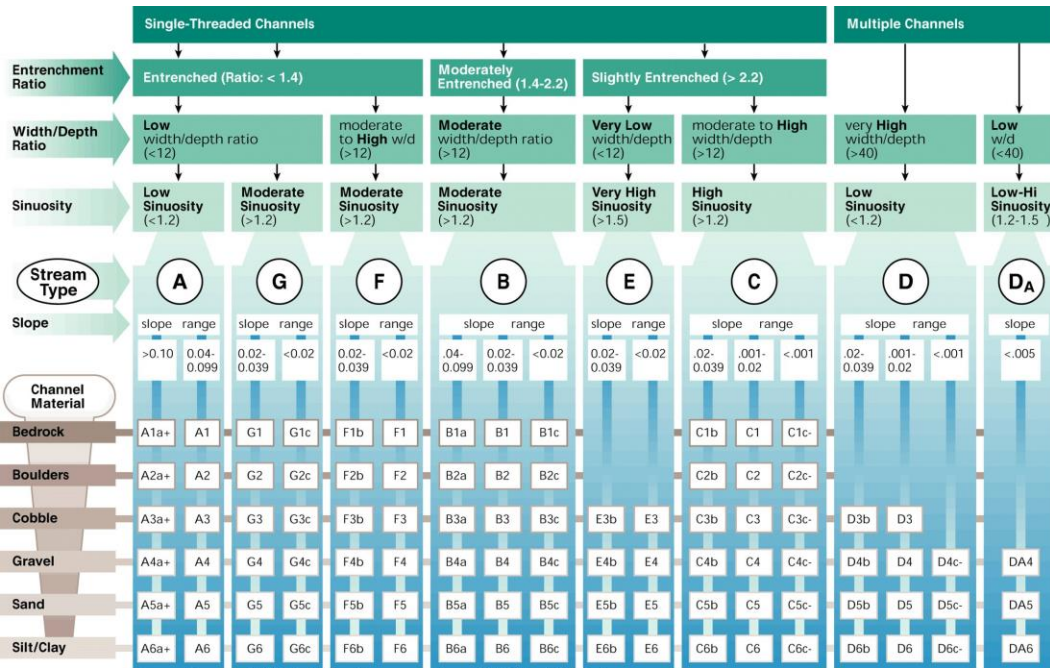 Single-Threaded Channels
Multiple Channels
Entrenchment
Ratio
Entrenched (Ratio: < 1.4)
Moderately
Entrenched (1.4-2.2)
Slightly Entrenched (> 2.2)
Width/Depth
Ratio
Low
width/depth ratio
(<12)
moderate
to High w/d
(>12)
Moderate
width/depth ratio
(>12)
Very Low
width/depth
(<12)
moderate to High
width/depth
(>12)
very High
width/depth
(>40)
Low
w/d
(<40)
Sinuosity
Low
Sinuosity
(<1.2)
Moderate
Sinuosity
(>1.2)
Moderate
Sinuosity
(>1.2)
Moderate
Sinuosity
(>1.2)
Very High
Sinuosity
(>1.5)
High
Sinuosity
(>1.2)
Low
Sinuosity
(<1.2)
Low-Hi
Sinuosity
(1.2-1.5)
Stream
Type
A G F B E C D DA
Slope
slope range
slope range
slope range
slope range
slope range
slope range
slope range
slope
>0.10
0.04-
0.099
0.02-
0.039
<0.02
0.02-
0.039
<0.02
.04-
0.099
0.02-
0.039
<0.02
0.02-
0.039
<0.02
.02-
0.039
.001-
0.02
<.001
.02-
0.039
.001-
0.02
<.001
<.005
Channel
Material
Bedrock A1a+ A1 G1 G1c F1b F1 B1a B1 B1c C1b C1 C1c-
Boulders A2a+ A2 G2 G2c F2b F2 B2a B2 B2c C2b C2 C2c-
Cobble A3a+ A3 G3 G3c F3b F3 B3a B3 B3c E3b E3 C3b C3 C3c- D3b D3
Gravel A4a+ A4 G4 G4c F4b F4 B4a B4 B4c E4b E4 C4b C4 C4c- D4b D4 D4c- DA4
Sand A5a+ A5 G5 G5c F5b F5 B5a B5 B5c E5b E5 C5b C5 C5c- D5b D5 D5c- DA5
Silt/Clay A6a+ A6 G6 G6c F6b F6 B6a B6 B6c E6b E6 C6b C6 C6c- D6b D6 D6c- DA6